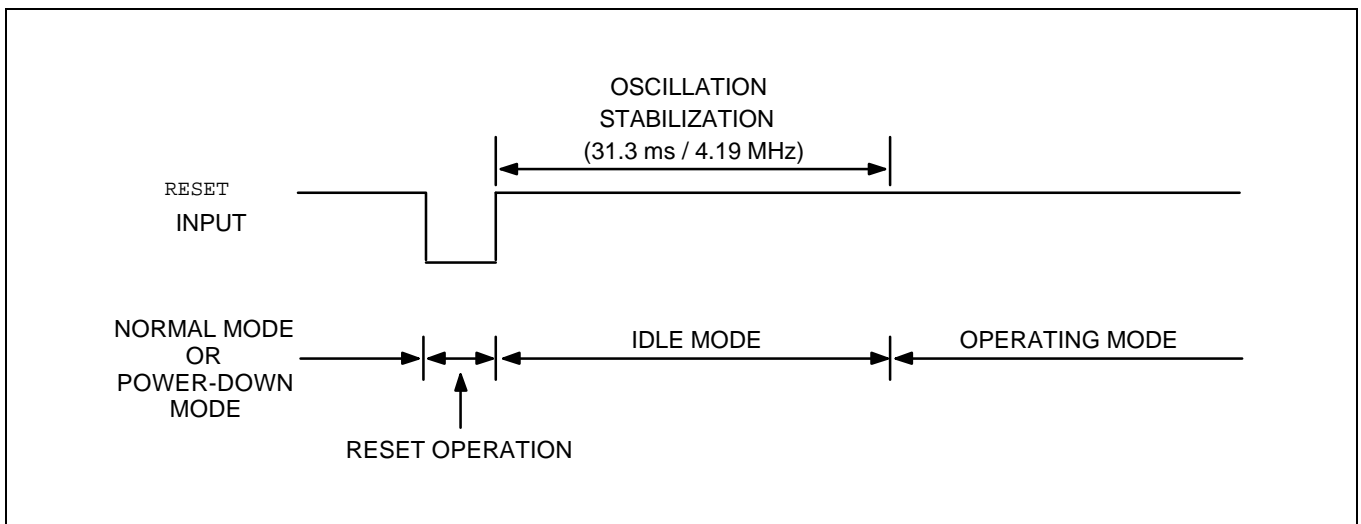 OSCILLATION
STABILIZATION
(31.3 ms / 4.19 MHz)
RESET
INPUT
NORMAL MODE
OR
POWER-DOWN
MODE
IDLE MODE
OPERATING MODE
RESET OPERATION